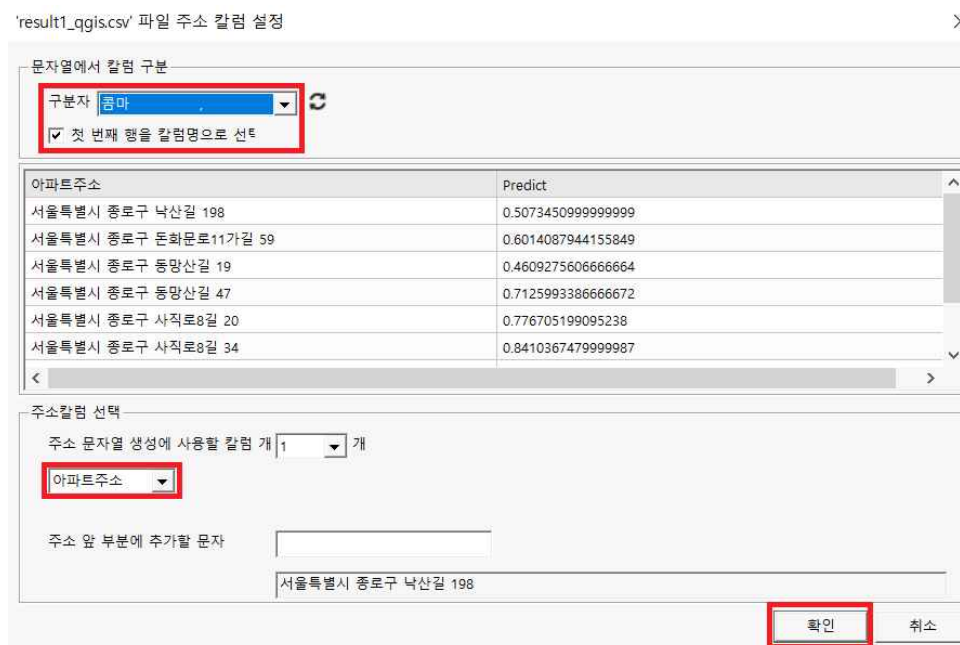 'result1_qgis.csv' 파일 주소 칼럼 설정
문자열에서 칼럼 구분
구분자 콤마 ,
첫 번째 행을 칼럼명으로 선택
아파트주소 Predict
서울특별시 종로구 낙산길 198 0.5073450999999999
서울특별시 종로구 돈화문로11가길 59 0.6014087944155849
서울특별시 종로구 동망산길 19 0.4609275606666664
서울특별시 종로구 동망산길 47 0.7125993386666672
서울특별시 종로구 사직로8길 20 0.776705199095238
서울특별시 종로구 사직로8길 34 0.8410367479999987
주소칼럼 선택
주소 문자열 생성에 사용할 칼럼 개 1 개
아파트주소
주소 앞 부분에 추가할 문자
서울특별시 종로구 낙산길 198
확인 취소